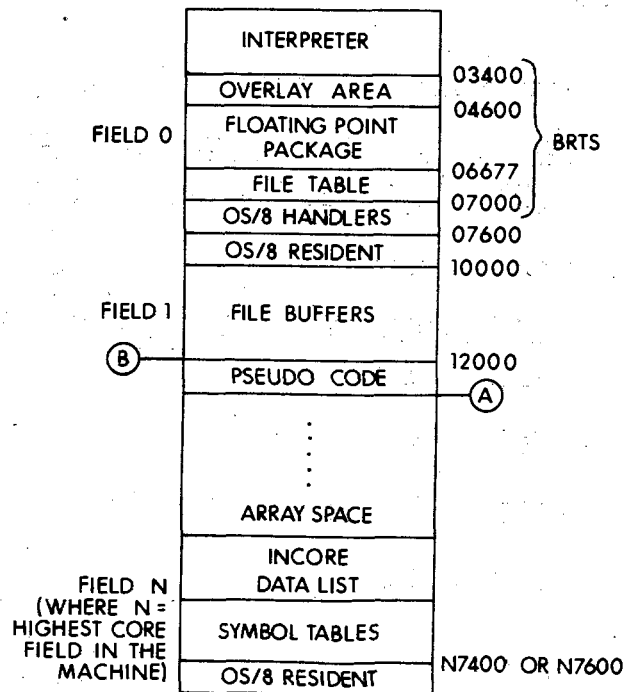 INTERPRETER
03400
OVERLAY AREA
04600
FIELD 0
FLOATING POINT
PACKAGE
BRTS
06677
FILE TABLE
07000
OS/8 HANDLERS
07600
OS/8 RESIDENT
10000
FIELD 1
FILE BUFFERS
B
12000
PSEUDO CODE
A
ARRAY SPACE
INCORE
DATA LIST
FIELD N
(WHERE N =
HIGHEST CORE
FIELD IN THE
MACHINE)
SYMBOL TABLES
N7400 OR N7600
OS/8 RESIDENT